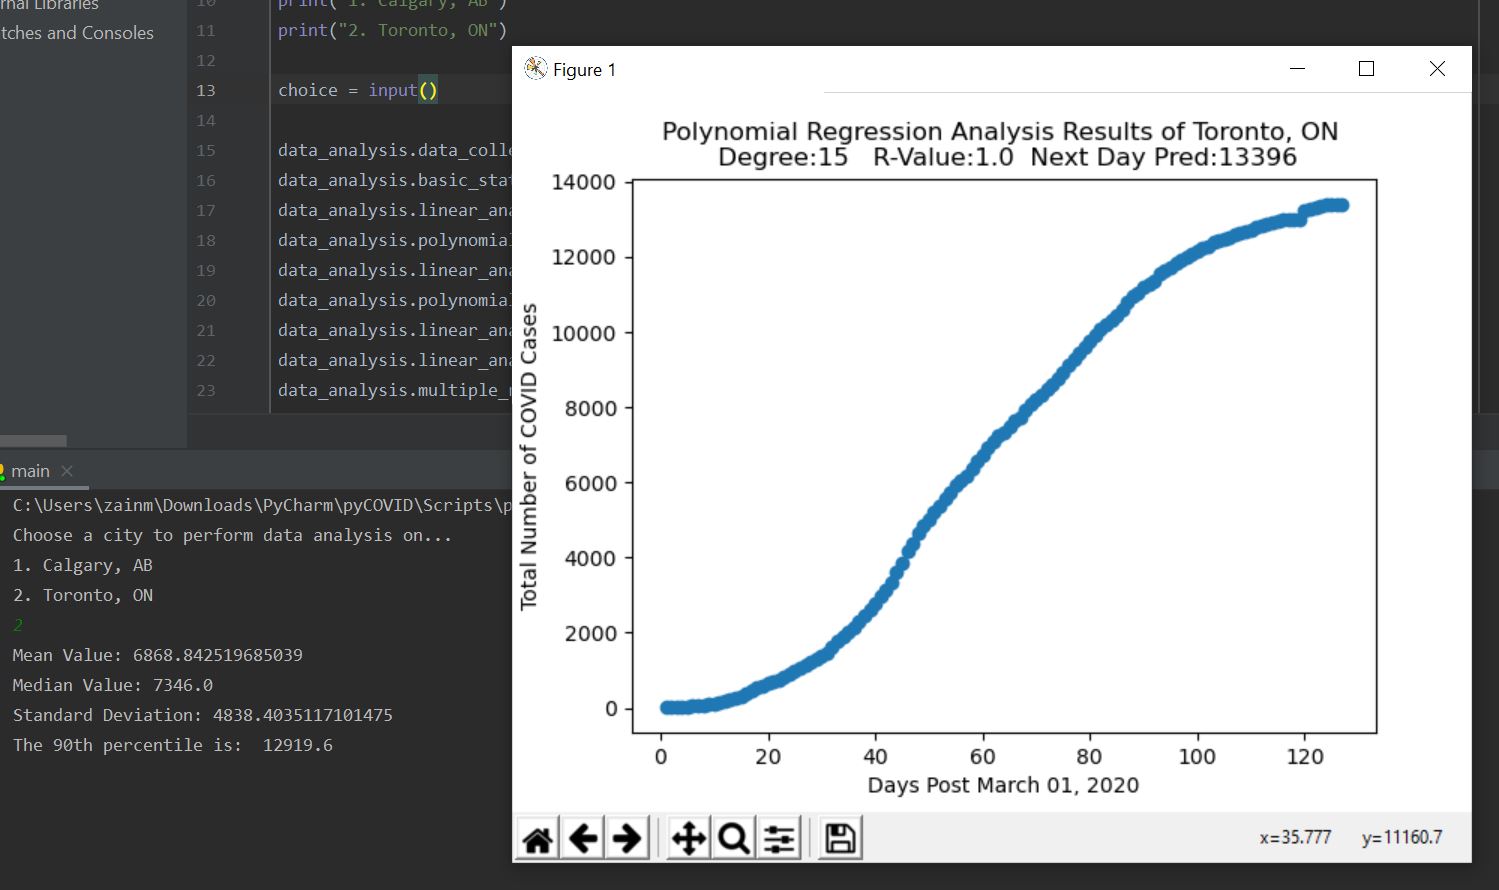 rnal Libraries
tches and Consoles
10 print("1. Calgary, AB")
11 print("2. Toronto, ON")
12
13 choice = input()
14
15 data_analysis.data_colle
16 data_analysis.basic_stat
17 data_analysis.linear_ana
18 data_analysis.polynomial
19 data_analysis.linear_ana
20 data_analysis.polynomial
21 data_analysis.linear_ana
22 data_analysis.linear_ana
23 data_analysis.multiple_
main
C:\Users\zainm\Downloads\PyCharm\pyCOVID\Scripts\p
Choose a city to perform data analysis on...
1. Calgary, AB
2. Toronto, ON
2
Mean Value: 6868.842519685039
Median Value: 7346.0
Standard Deviation: 4838.4035117101475
The 90th percentile is:  12919.6
Figure 1
Polynomial Regression Analysis Results of Toronto, ON
Degree:15   R-Value:1.0  Next Day Pred:13396
Total Number of COVID Cases
14000
12000
10000
8000
6000
4000
2000
0
0 20 40 60 80 100 120
Days Post March 01, 2020
x=35.777 y=11160.7